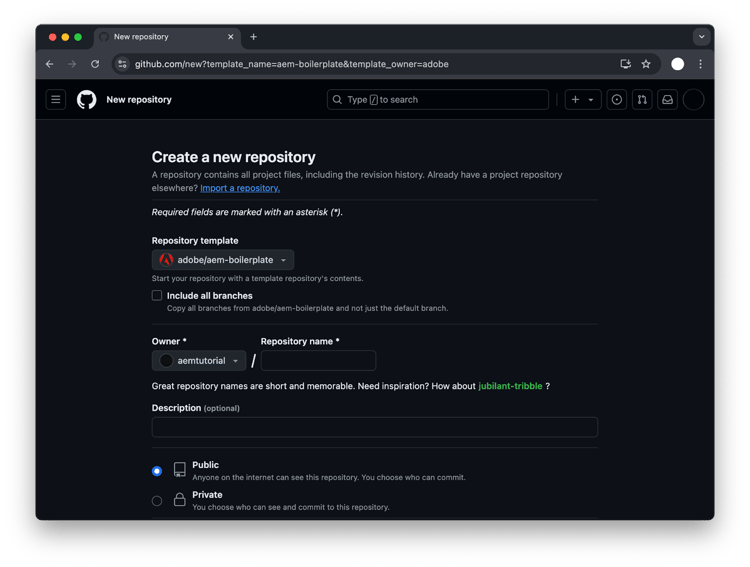 New repository
github.com/new?template_name=aem-boilerplate&template_owner=adobe
New repository
Type / to search
Create a new repository
A repository contains all project files, including the revision history. Already have a project repository
elsewhere? Import a repository.
Required fields are marked with an asterisk (*).
Repository template
adobe/aem-boilerplate
Start your repository with a template repository's contents.
Include all branches
Copy all branches from adobe/aem-boilerplate and not just the default branch.
Owner * Repository name *
aemtutorial /
Great repository names are short and memorable. Need inspiration? How about jubilant-tribble ?
Description (optional)
Public
Anyone on the internet can see this repository. You choose who can commit.
Private
You choose who can see and commit to this repository.